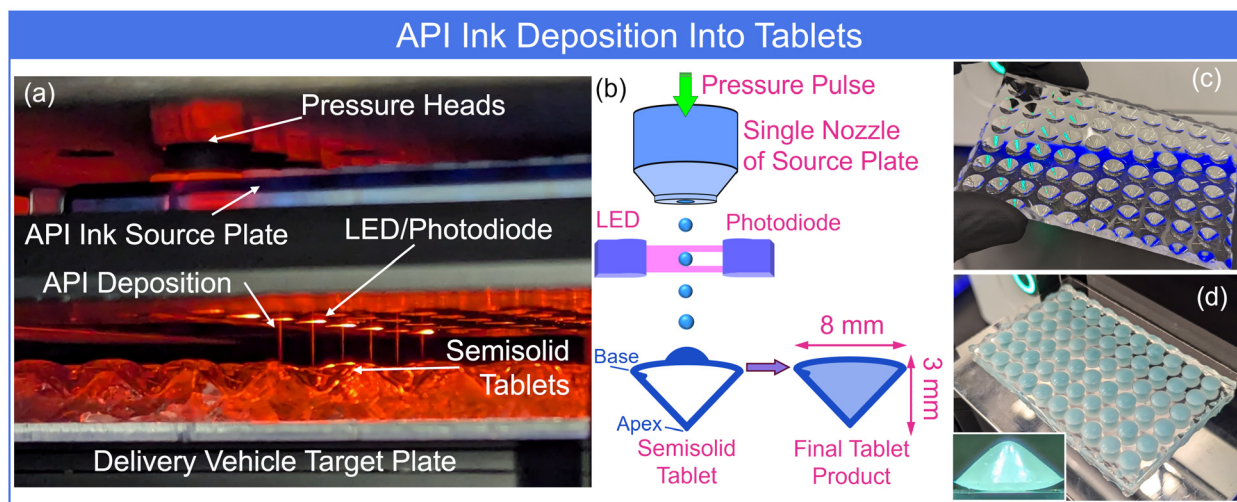 API Ink Deposition Into Tablets
(a)
Pressure Heads
API Ink Source Plate
LED/Photodiode
API Deposition
Semisolid
Tablets
Delivery Vehicle Target Plate
(b)
Pressure Pulse
Single Nozzle
of Source Plate
LED
Photodiode
8 mm
3 mm
Base
Apex
Semisolid
Tablet
Final Tablet
Product
(c)
(d)